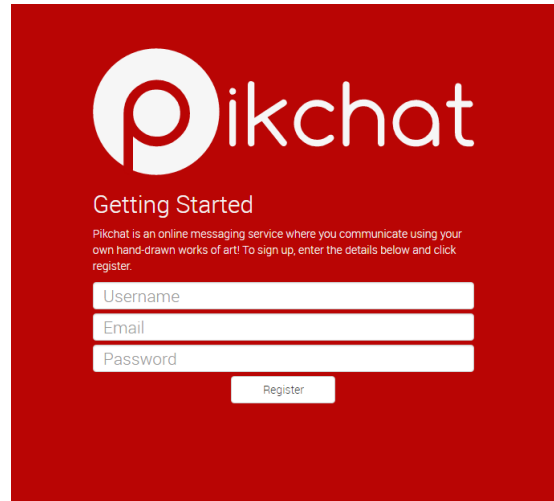 Pikchat
Getting Started
Pikchat is an online messaging service where you communicate using your
own hand-drawn works of art! To sign up, enter the details below and click
register.
Username
Email
Password
Register